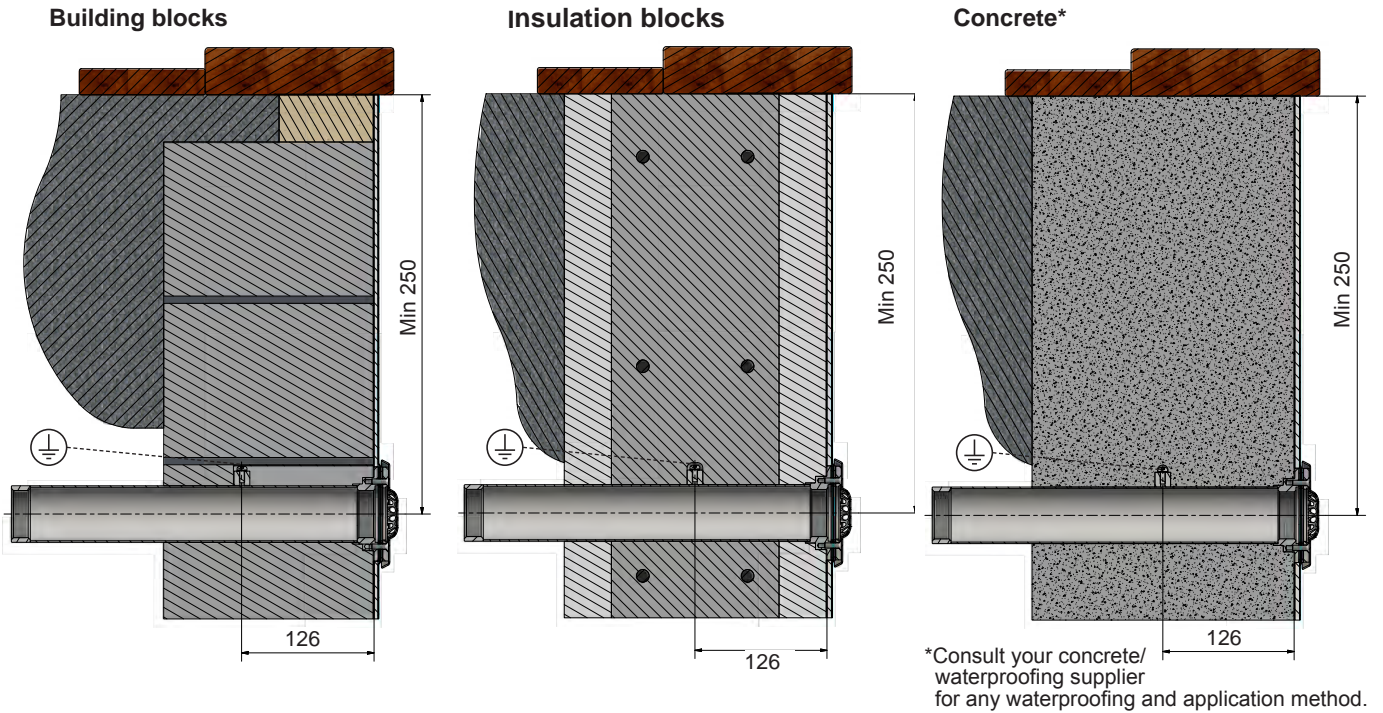 Building blocks
Insulation blocks
Concrete*
Min 250
Min 250
Min 250
126
126
126
*Consult your concrete/
waterproofing supplier
for any waterproofing and application method.